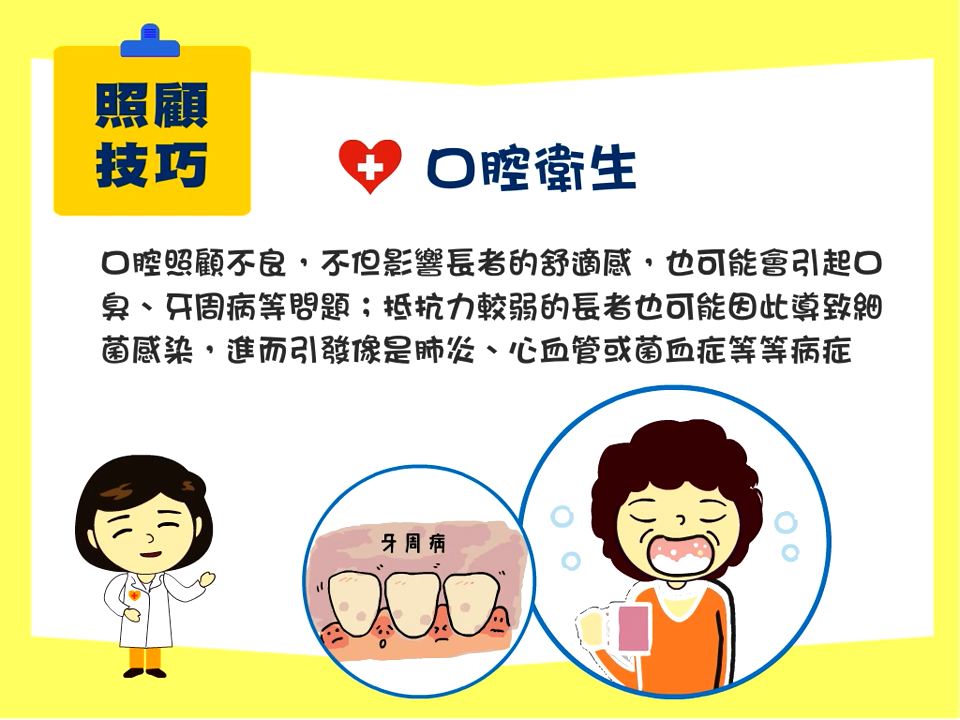 照顧
技巧
口腔衛生
口腔照顧不良，不但影響長者的舒適感，也可能會引起口
臭、牙周病等問題；抵抗力較弱的長者也可能因此導致細
菌感染，進而引發像是肺炎、心血管或菌血症等等病症
牙周病